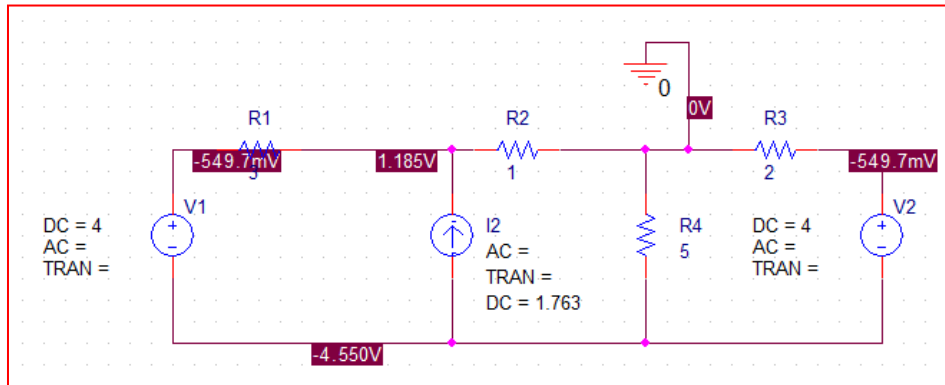 0
0V
R1
R2
R3
-549.7mV
1.185V
-549.7mV
3
1
2
V1
+
-
DC = 4
AC =
TRAN =
I2
AC =
TRAN =
DC = 1.763
R4
5
DC = 4
AC =
TRAN =
V2
+
-
-4.550V